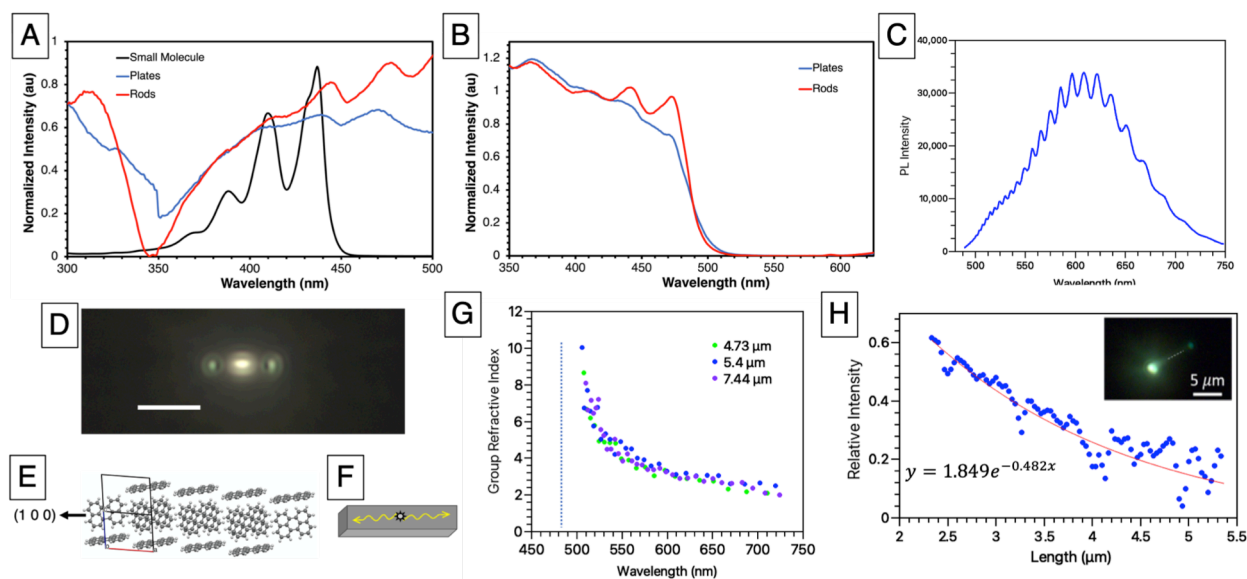 A
Normalized Intensity (au)
1
0.8
0.6
0.4
0.2
0
300
350
400
450
500
Wavelength (nm)
Small Molecule
Plates
Rods
B
Normalized Intensity (au)
1.2
1
0.8
0.6
0.4
0.2
0
350
400
450
500
550
600
Wavelength (nm)
Plates
Rods
C
PL Intensity
40,000
30,000
20,000
10,000
0
500
550
600
650
700
750
Wavelength (nm)
D
E
(1 0 0)
F
G
Group Refractive Index
12
10
8
6
4
2
0
450
500
550
600
650
700
750
Wavelength (nm)
4.73 μm
5.4 μm
7.44 μm
H
Relative Intensity
0.6
0.4
0.2
0
2
2.5
3
3.5
4
4.5
5
5.5
Length (μm)
y = 1.849e^{-0.482x}
5 μm